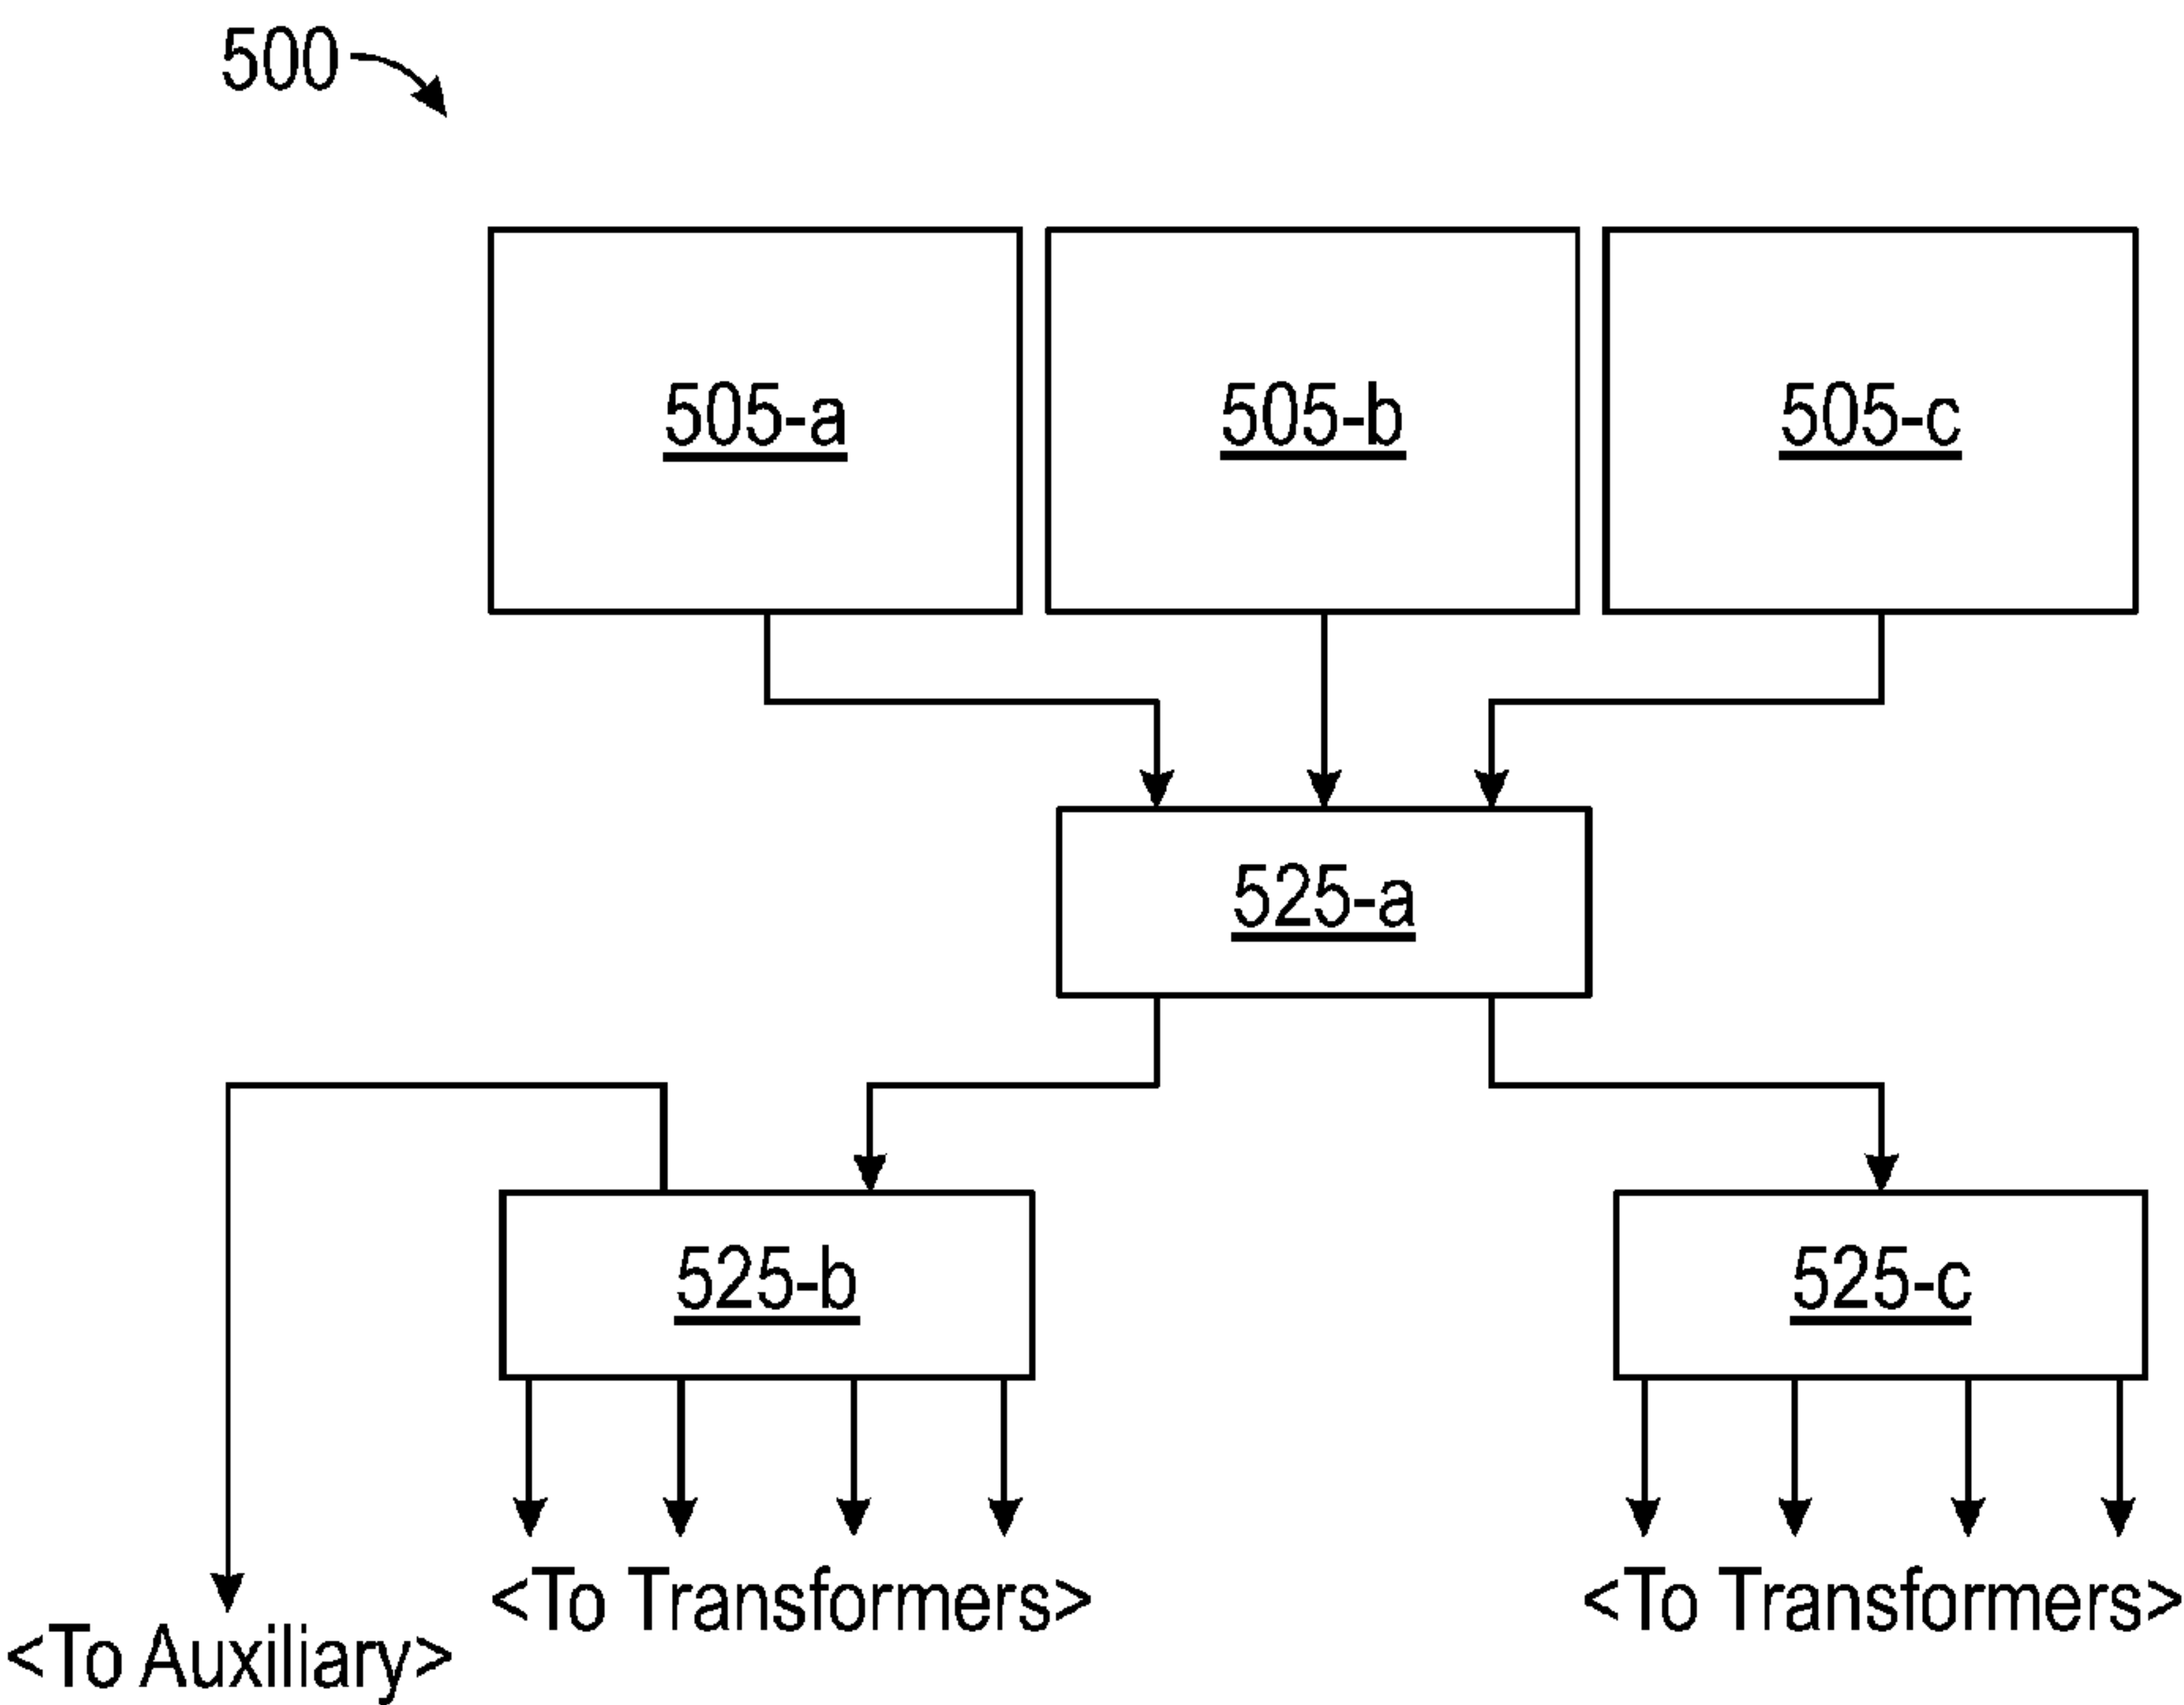 500
505-a
505-b
505-c
525-a
525-b
525-c
<To Transformers>
<To Transformers>
<To Auxiliary>